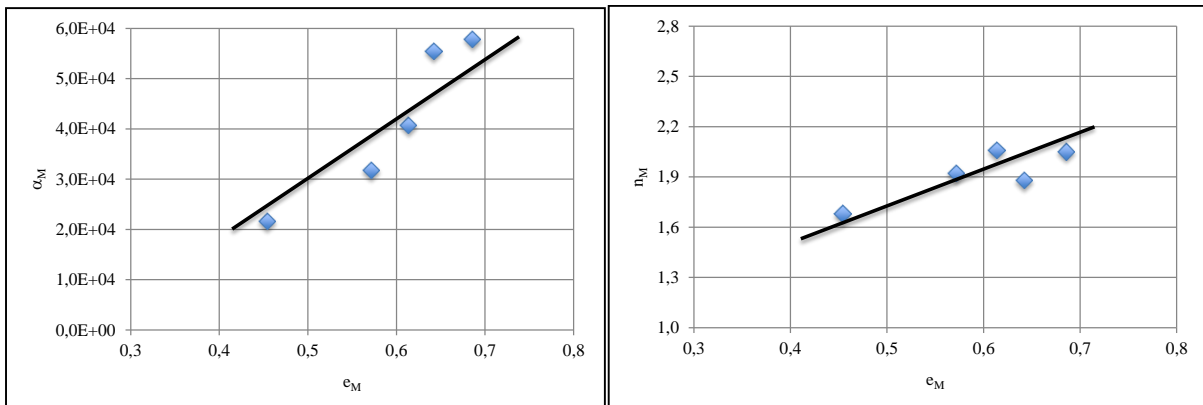 6,0E+04
5,0E+04
4,0E+04
3,0E+04
2,0E+04
1,0E+04
0,0E+00
α_M
0,3 0,4 0,5 0,6 0,7 0,8
e_M
2,8
2,5
2,2
1,9
1,6
1,3
1,0
n_M
0,3 0,4 0,5 0,6 0,7 0,8
e_M